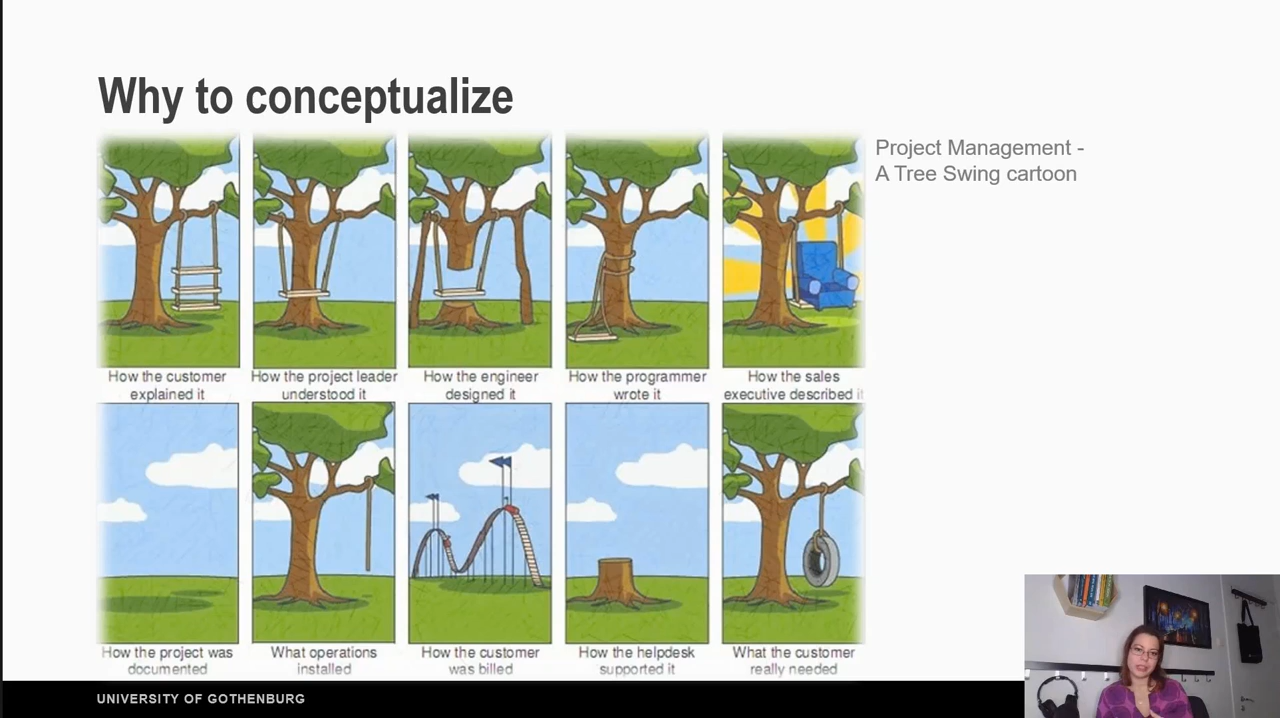 Why to conceptualize
Project Management -
A Tree Swing cartoon
How the customer
explained it
How the project leader
understood it
How the engineer
designed it
How the programmer
wrote it
How the sales
executive described it
How the project was
documented
What operations
installed
How the customer
was billed
How the helpdesk
supported it
What the customer
really needed
UNIVERSITY OF GOTHENBURG